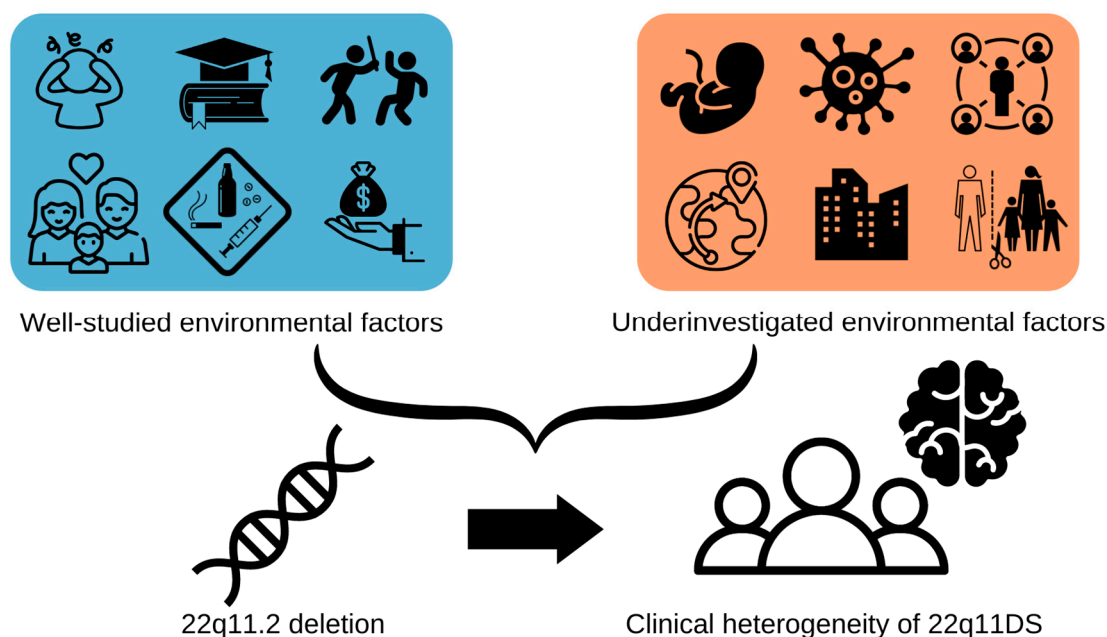 $
Well-studied environmental factors
Underinvestigated environmental factors
22q11.2 deletion
Clinical heterogeneity of 22q11DS